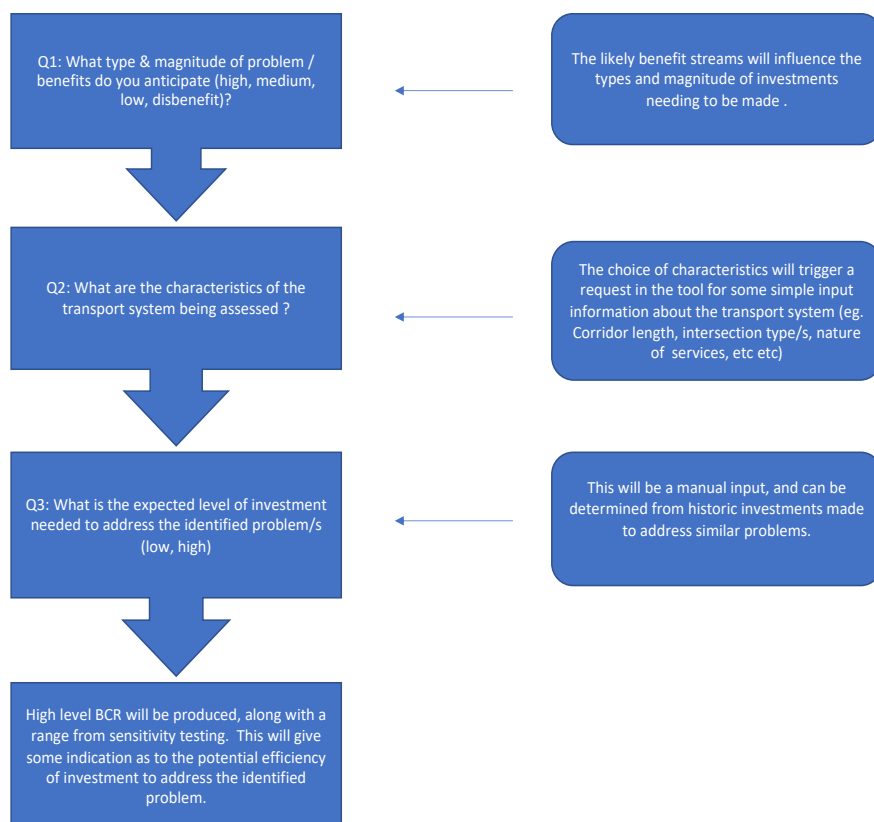 Q1: What type & magnitude of problem /
benefits do you anticipate (high, medium,
low, disbenefit)?
The likely benefit streams will influence the
types and magnitude of investments
needing to be made .
Q2: What are the characteristics of the
transport system being assessed ?
The choice of characteristics will trigger a
request in the tool for some simple input
information about the transport system (eg.
Corridor length, intersection type/s, nature
of services, etc etc)
Q3: What is the expected level of investment
needed to address the identified problem/s
(low, high)
This will be a manual input, and can be
determined from historic investments made
to address similar problems.
High level BCR will be produced, along with a
range from sensitivity testing. This will give
some indication as to the potential efficiency
of investment to address the identified
problem.